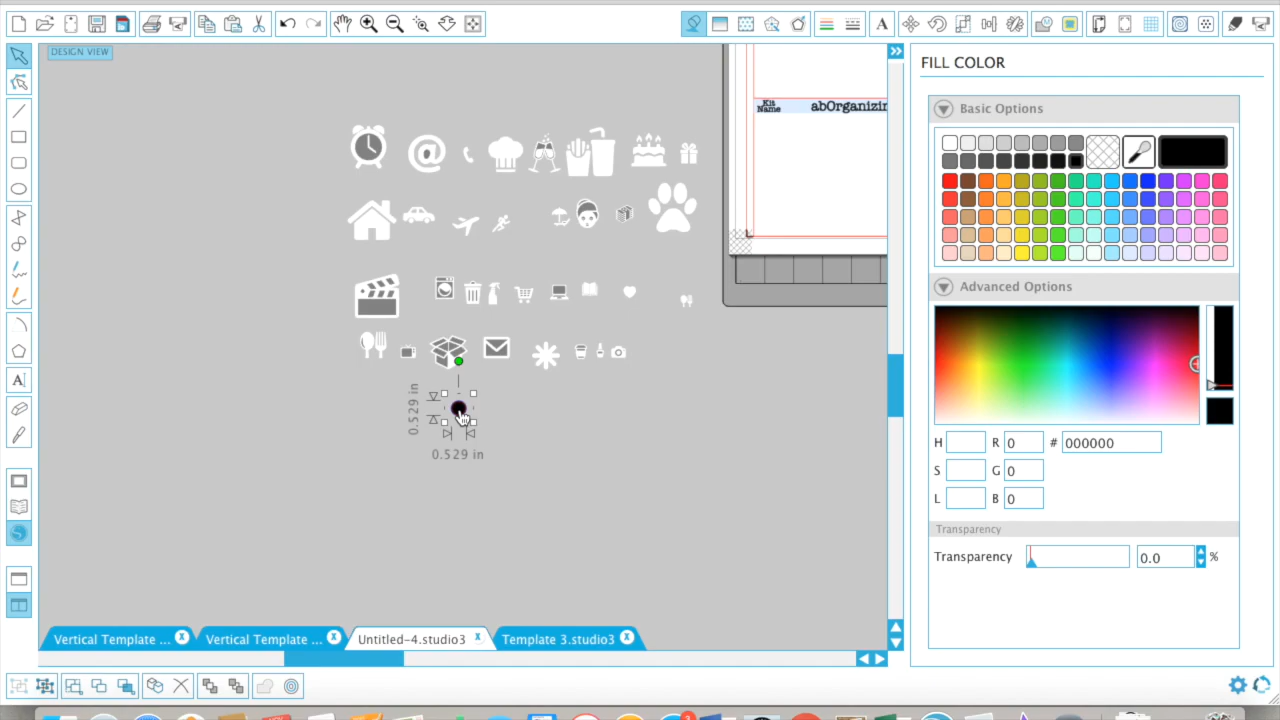 DESIGN VIEW
Kit
Name
abOrganizin
0.529 in
0.529 in
FILL COLOR
Basic Options
Advanced Options
H R 0 # 000000
S G 0
L B 0
Transparency
Transparency 0.0 %
Vertical Template ... x
Vertical Template ... x
Untitled-4.studio3 x
Template 3.studio3 x